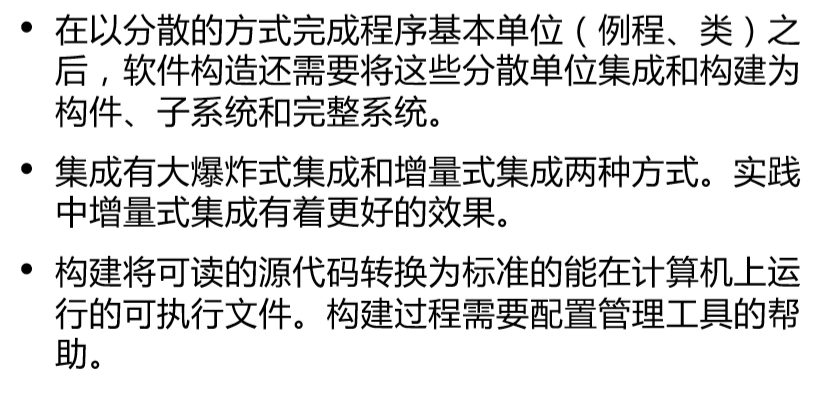 • 在以分散的方式完成程序基本单位（例程、类）之
后，软件构造还需要将这些分散单位集成和构建为
构件、子系统和完整系统。
• 集成有大爆炸式集成和增量式集成两种方式。实践
中增量式集成有着更好的效果。
• 构建将可读的源代码转换为标准的能在计算机上运
行的可执行文件。构建过程需要配置管理工具的帮
助。